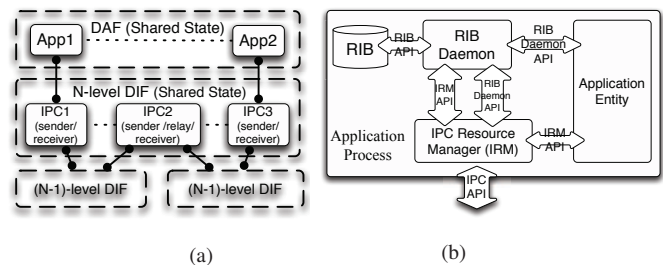 DAF (Shared State)
App1
App2
N-level DIF (Shared State)
IPC1
(sender/
receiver)
IPC2
(sender /relay/
receiver)
IPC3
(sender/
receiver)
(N-1)-level DIF
(N-1)-level DIF
(a)
RIB
RIB
API
RIB
Daemon
RIB
Daemon
API
Application
Entity
IRM
API
RIB
Daemon
API
Application
Process
IPC Resource
Manager (IRM)
IRM
API
IPC
API
(b)